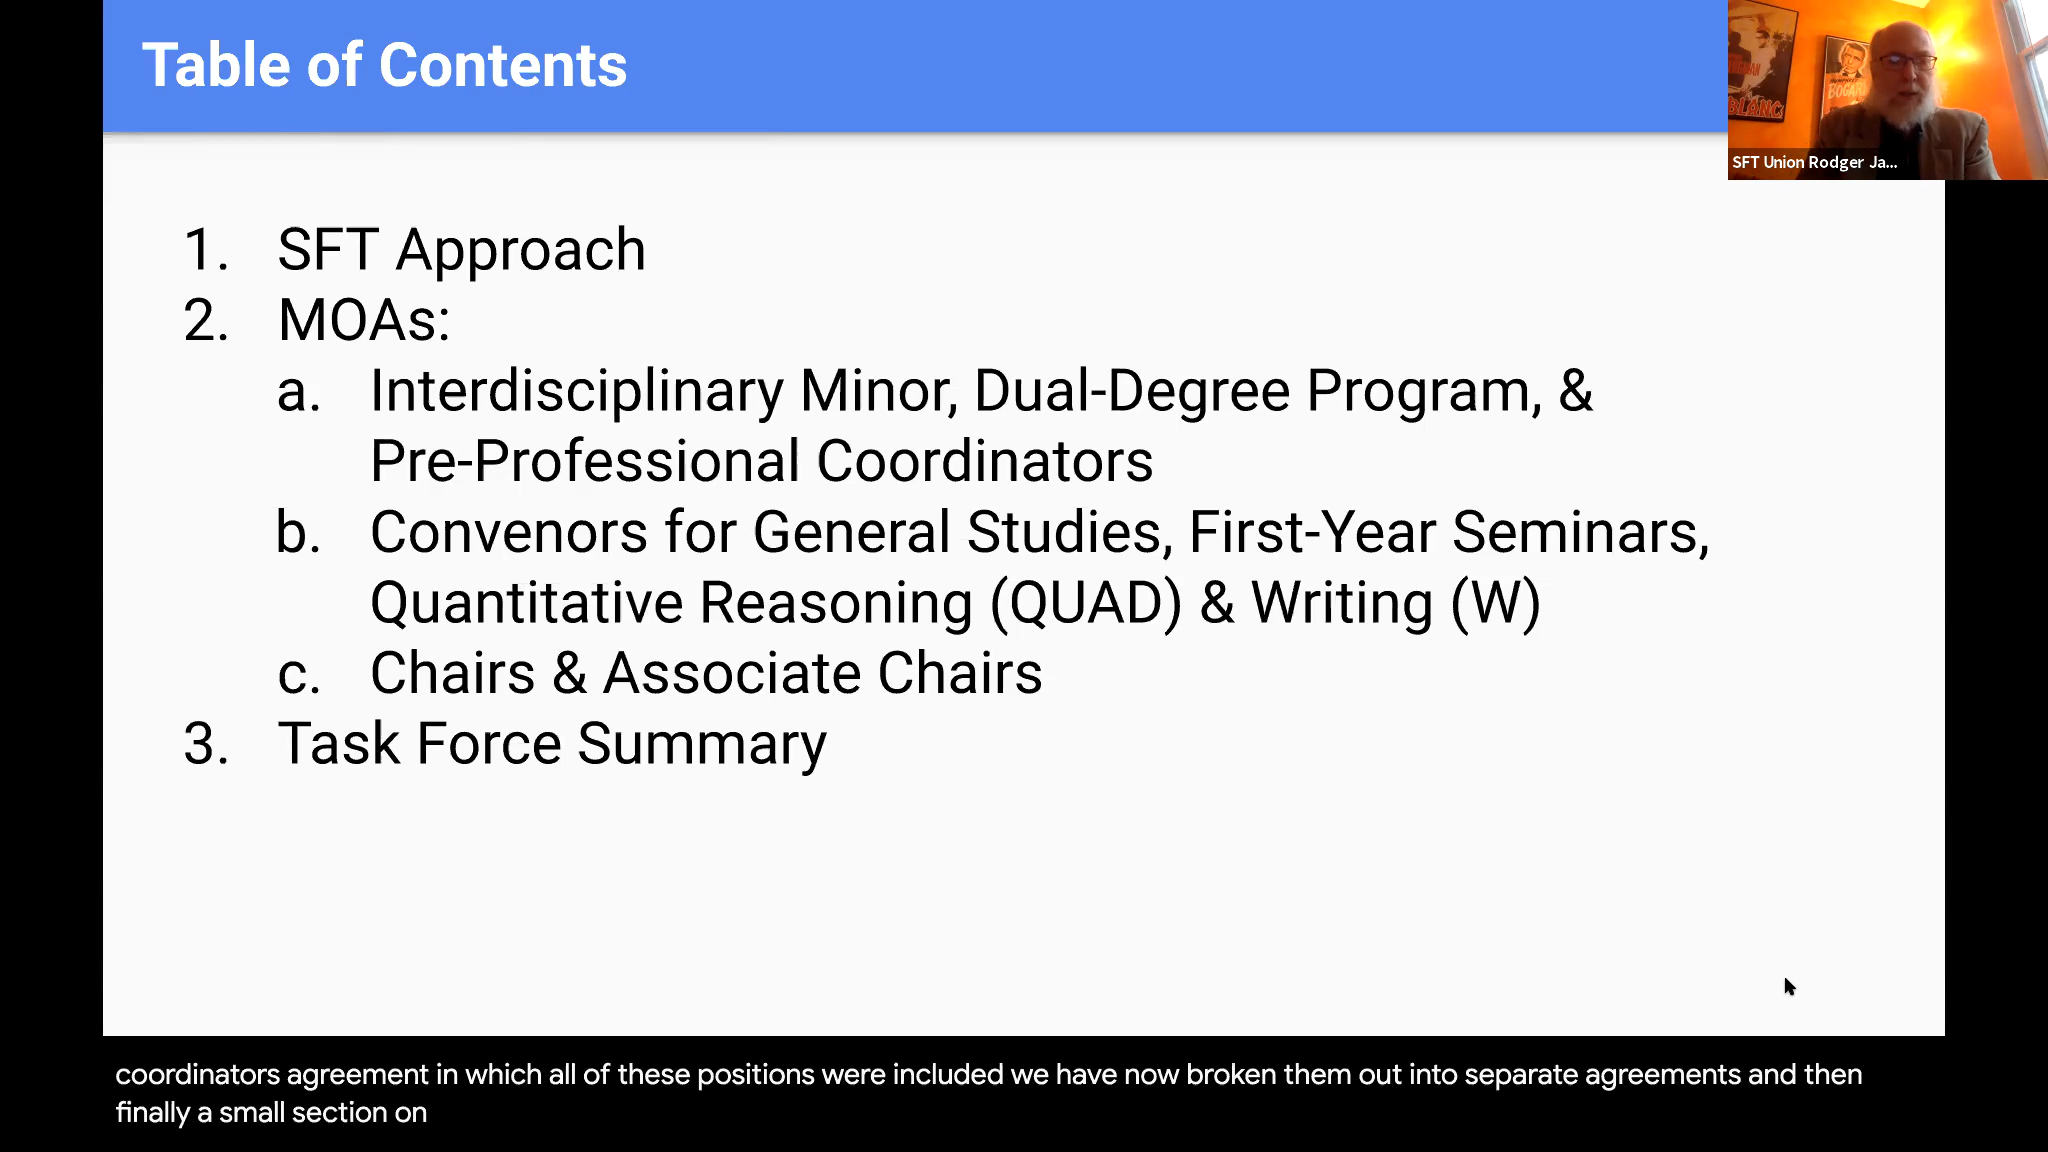 Table of Contents
BLANC
BOGAR
SFT Union Rodger Ja...
1. SFT Approach
2. MOAs:
a. Interdisciplinary Minor, Dual-Degree Program, &
Pre-Professional Coordinators
b. Convenors for General Studies, First-Year Seminars,
Quantitative Reasoning (QUAD) & Writing (W)
c. Chairs & Associate Chairs
3. Task Force Summary
coordinators agreement in which all of these positions were included we have now broken them out into separate agreements and then
finally a small section on